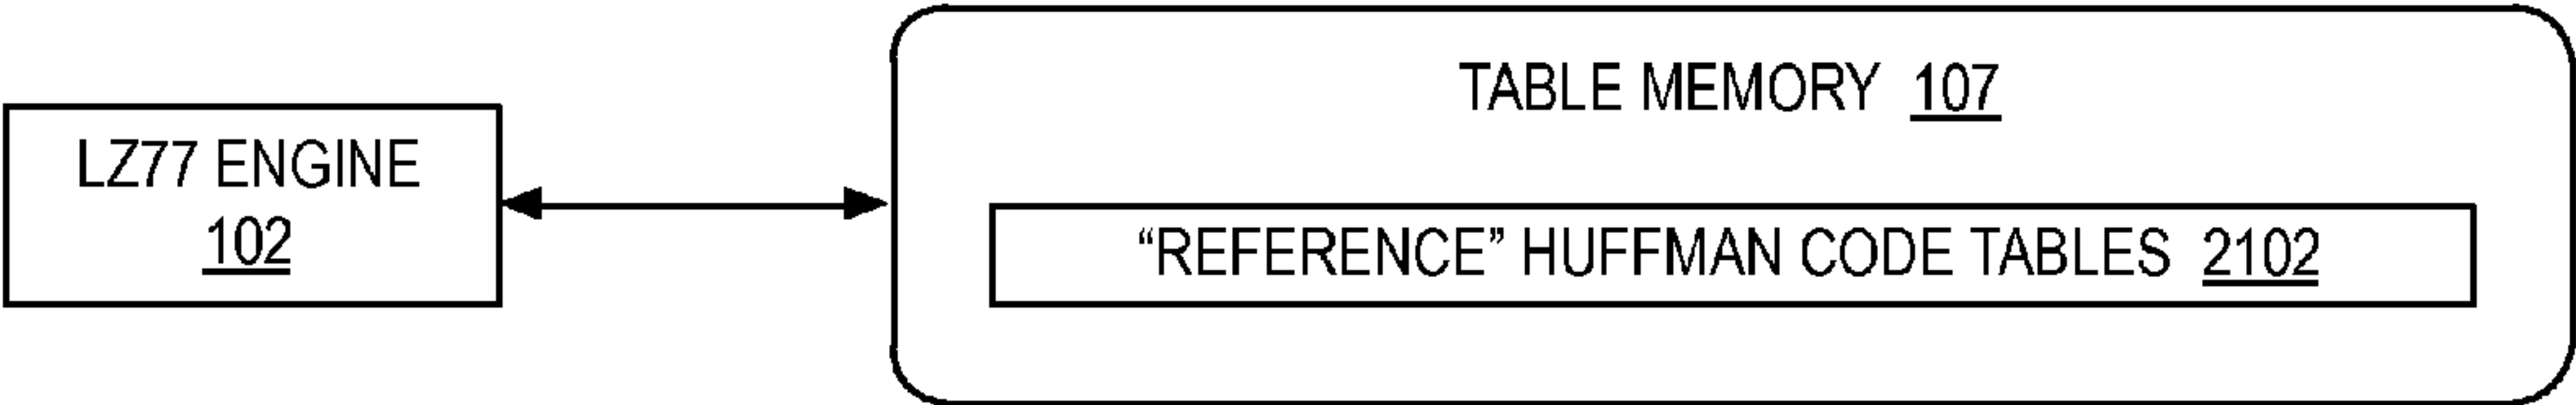 LZ77 ENGINE
102
TABLE MEMORY 107
“REFERENCE” HUFFMAN CODE TABLES 2102